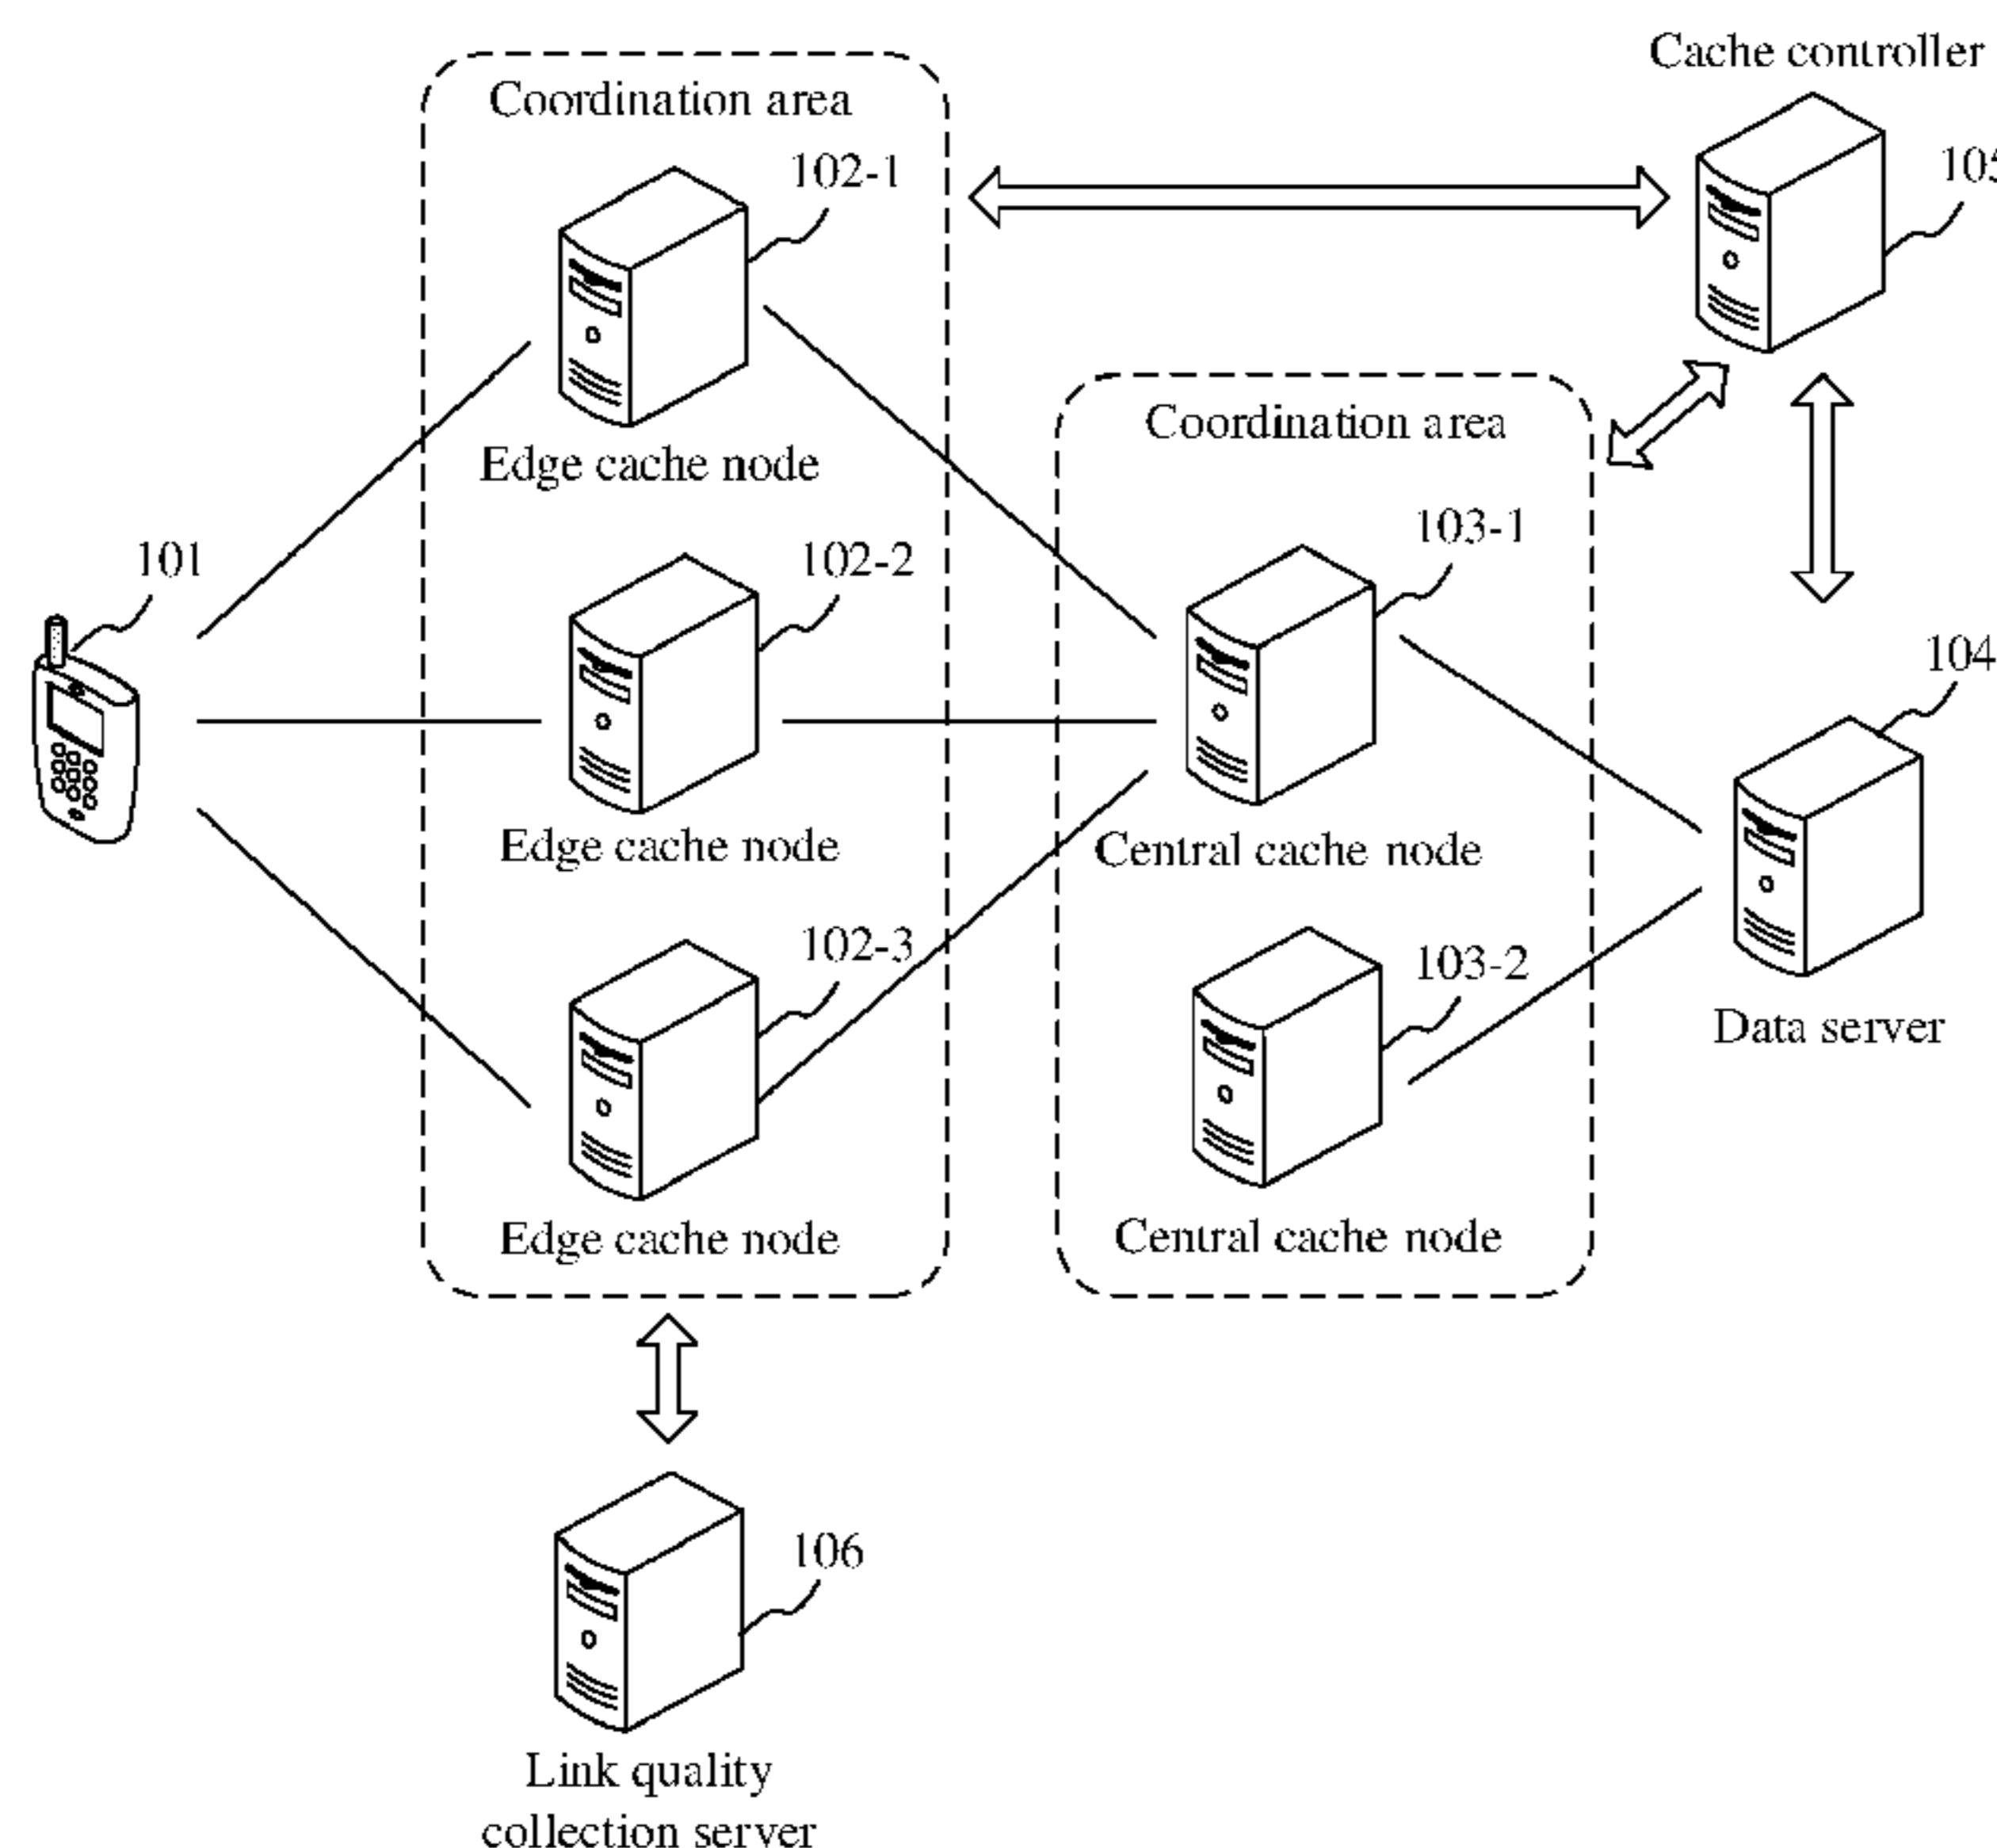 Cache controller
Coordination area
102-1
105
Edge cache node
Coordination area
101
102-2
103-1
104
Edge cache node
Central cache node
102-3
103-2
Data server
Edge cache node
Central cache node
106
Link quality
collection server